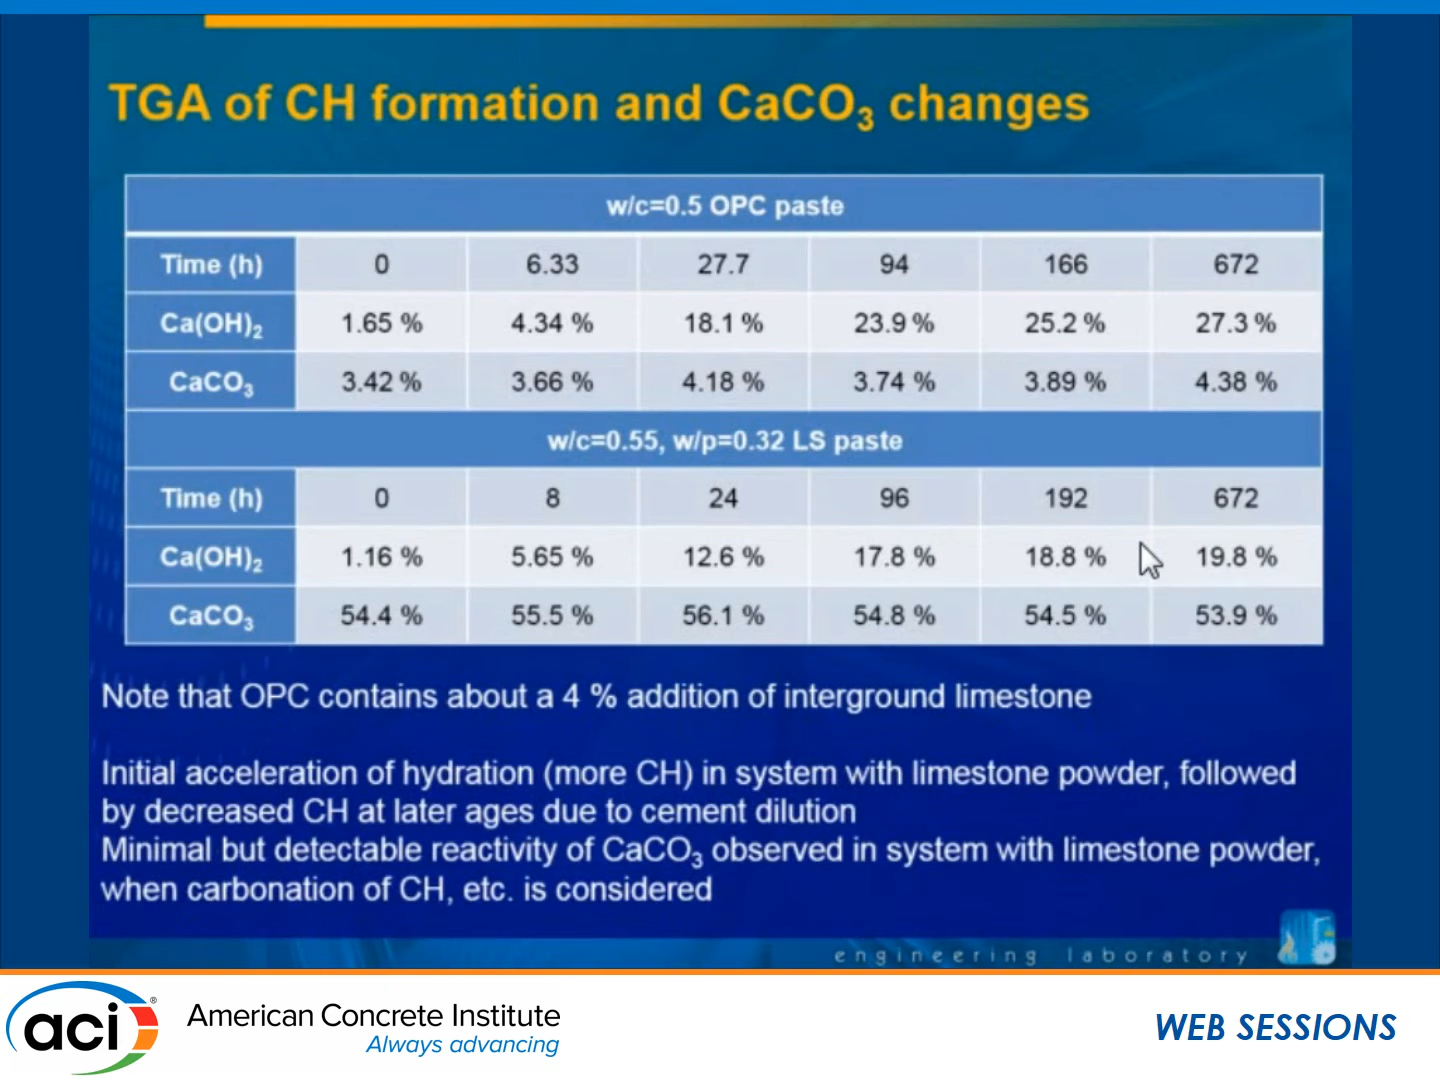 TGA of CH formation and CaCO₃ changes
w/c=0.5 OPC paste
Time (h) 0 6.33 27.7 94 166 672
Ca(OH)₂ 1.65 % 4.34 % 18.1 % 23.9 % 25.2 % 27.3 %
CaCO₃ 3.42 % 3.66 % 4.18 % 3.74 % 3.89 % 4.38 %
w/c=0.55, w/p=0.32 LS paste
Time (h) 0 8 24 96 192 672
Ca(OH)₂ 1.16 % 5.65 % 12.6 % 17.8 % 18.8 % 19.8 %
CaCO₃ 54.4 % 55.5 % 56.1 % 54.8 % 54.5 % 53.9 %
Note that OPC contains about a 4 % addition of interground limestone
Initial acceleration of hydration (more CH) in system with limestone powder, followed
by decreased CH at later ages due to cement dilution
Minimal but detectable reactivity of CaCO₃ observed in system with limestone powder,
when carbonation of CH, etc. is considered
engineering laboratory
aci®
American Concrete Institute
Always advancing
WEB SESSIONS